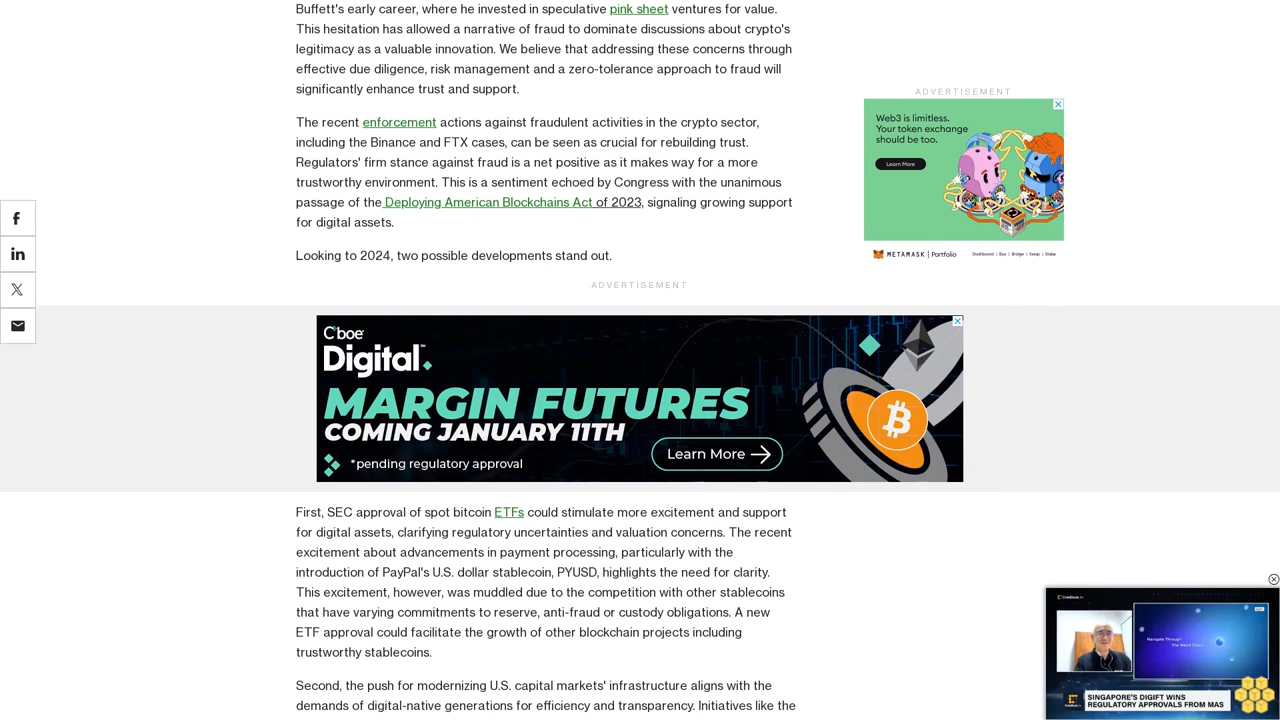 Buffett's early career, where he invested in speculative pink sheet ventures for value.
This hesitation has allowed a narrative of fraud to dominate discussions about crypto's
legitimacy as a valuable innovation. We believe that addressing these concerns through
effective due diligence, risk management and a zero-tolerance approach to fraud will
significantly enhance trust and support.
The recent enforcement actions against fraudulent activities in the crypto sector,
including the Binance and FTX cases, can be seen as crucial for rebuilding trust.
Regulators' firm stance against fraud is a net positive as it makes way for a more
trustworthy environment. This is a sentiment echoed by Congress with the unanimous
passage of the Deploying American Blockchains Act of 2023, signaling growing support
for digital assets.
Looking to 2024, two possible developments stand out.
ADVERTISEMENT
Web3 is limitless.
Your token exchange
should be too.
Learn More
METAMASK | Portfolio
Dashboard | Buy | Bridge | Swap | Stake
ADVERTISEMENT
Cboe
Digital™
MARGIN FUTURES
COMING JANUARY 11TH
Learn More
*pending regulatory approval
First, SEC approval of spot bitcoin ETFs could stimulate more excitement and support
for digital assets, clarifying regulatory uncertainties and valuation concerns. The recent
excitement about advancements in payment processing, particularly with the
introduction of PayPal's U.S. dollar stablecoin, PYUSD, highlights the need for clarity.
This excitement, however, was muddled due to the competition with other stablecoins
that have varying commitments to reserve, anti-fraud or custody obligations. A new
ETF approval could facilitate the growth of other blockchain projects including
trustworthy stablecoins.
Second, the push for modernizing U.S. capital markets' infrastructure aligns with the
demands of digital-native generations for efficiency and transparency. Initiatives like the
Navigate Through
The Web3 Chaos
SINGAPORE'S DIGIFT WINS
REGULATORY APPROVALS FROM MAS